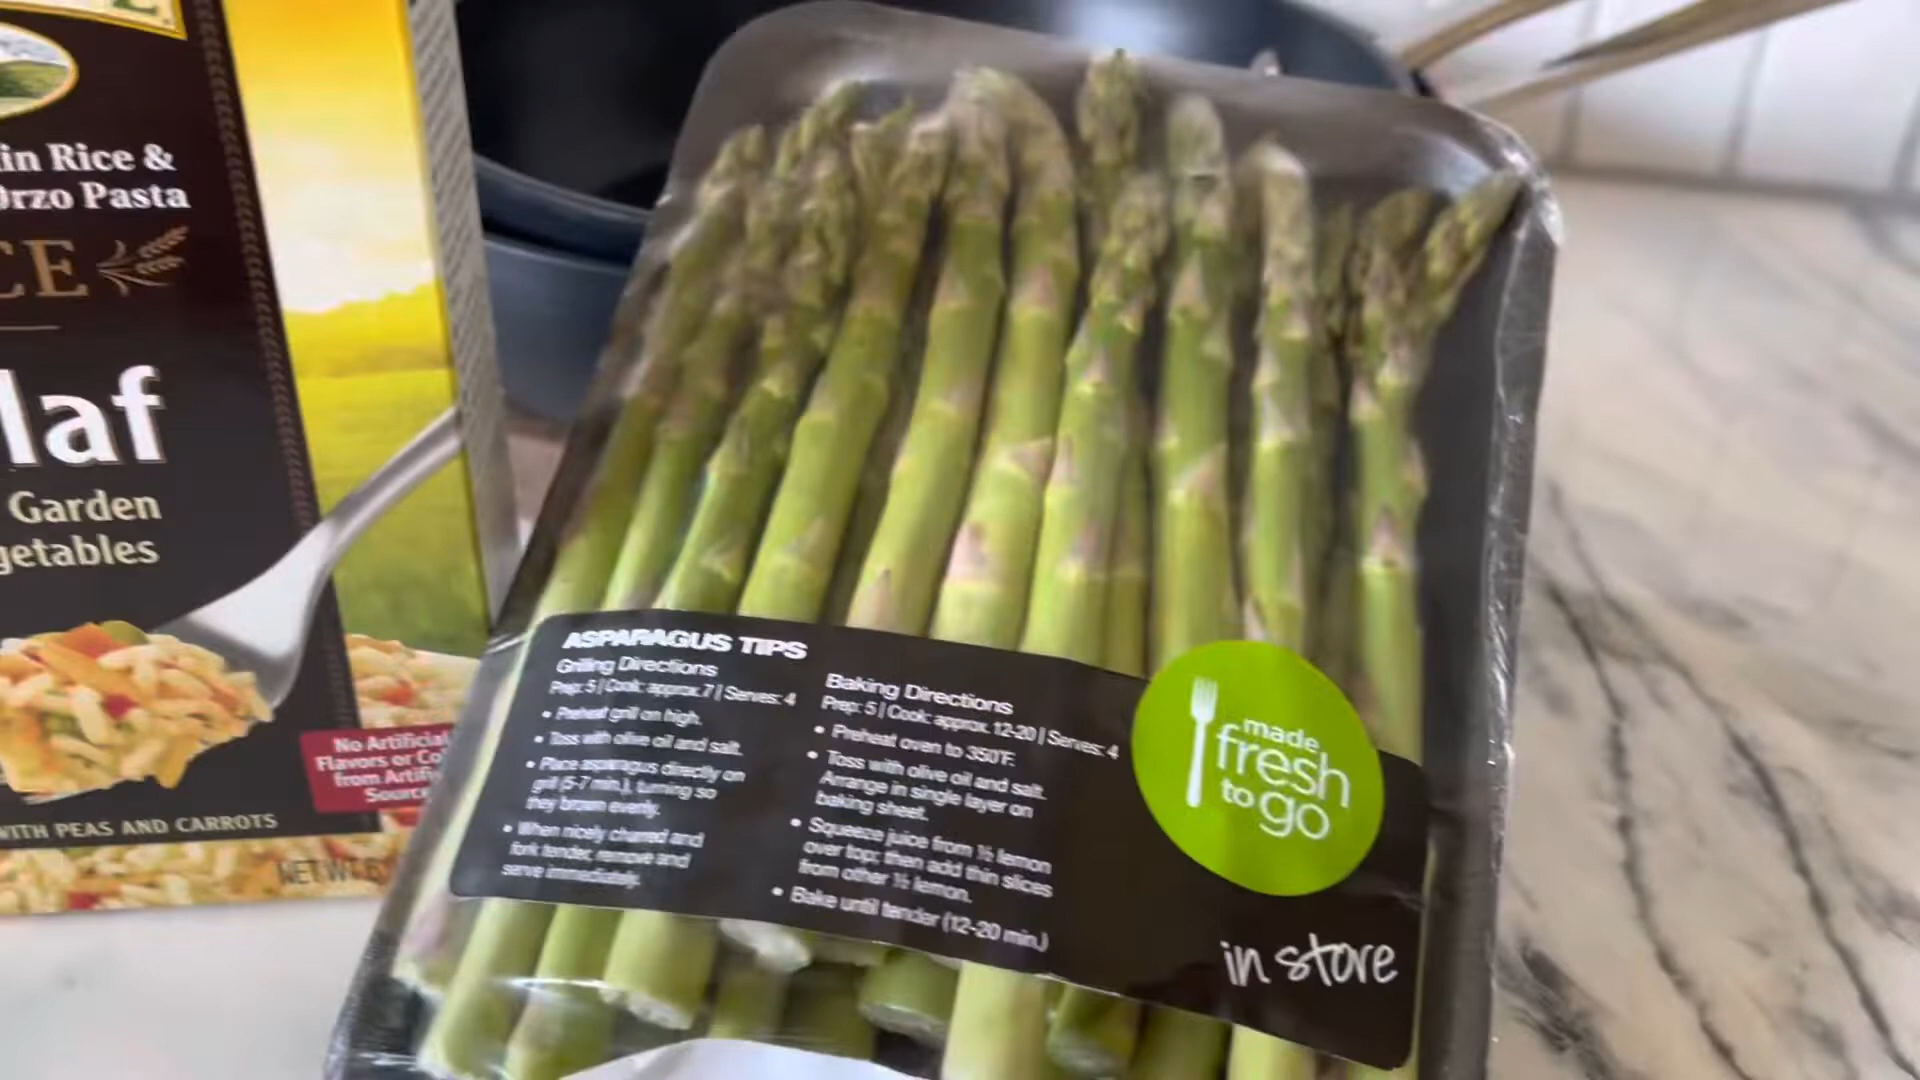 in Rice &
Orzo Pasta
CE
laf
Garden
getables
No Artificial
Flavors or Co
from Artifi
Source
WITH PEAS AND CARROTS
NET WT 6
ASPARAGUS TIPS
Grilling Directions
Prep: 5 | Cook: approx. 7 | Serves: 4
• Preheat grill on high.
• Toss with olive oil and salt.
• Place asparagus directly on
grill (5-7 min.), turning so
they brown evenly.
• When nicely charred and
fork tender, remove and
serve immediately.
Baking Directions
Prep: 5 | Cook: approx. 12-20 | Serves: 4
• Preheat oven to 350°F.
• Toss with olive oil and salt.
Arrange in single layer on
baking sheet.
• Squeeze juice from ½ lemon
over top; then add thin slices
from other ½ lemon.
• Bake until tender (12-20 min.)
made
fresh
to go
in store